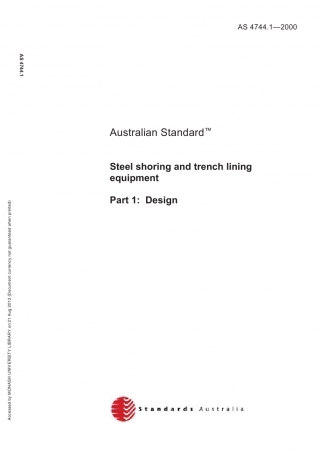 AS 4744.1—2000
AS 4744.1
Australian Standard™
Steel shoring and trench lining
equipment
Part 1: Design
Accessed by MONASH UNIVERSITY LIBRARY on 21 Aug 2013 (Document currency not guaranteed when printed)
Standards Australia